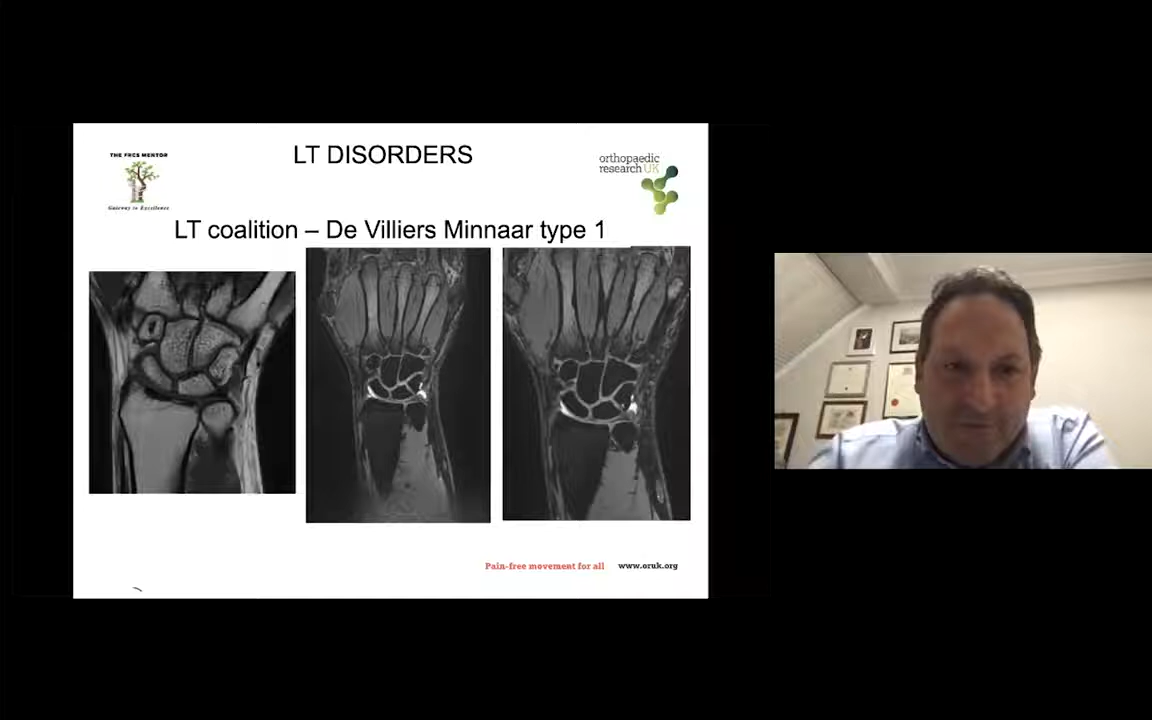 THE FRCS MENTOR
Gateway to Excellence
LT DISORDERS
orthopaedic
research UK
LT coalition – De Villiers Minnaar type 1
Pain-free movement for all www.oruk.org